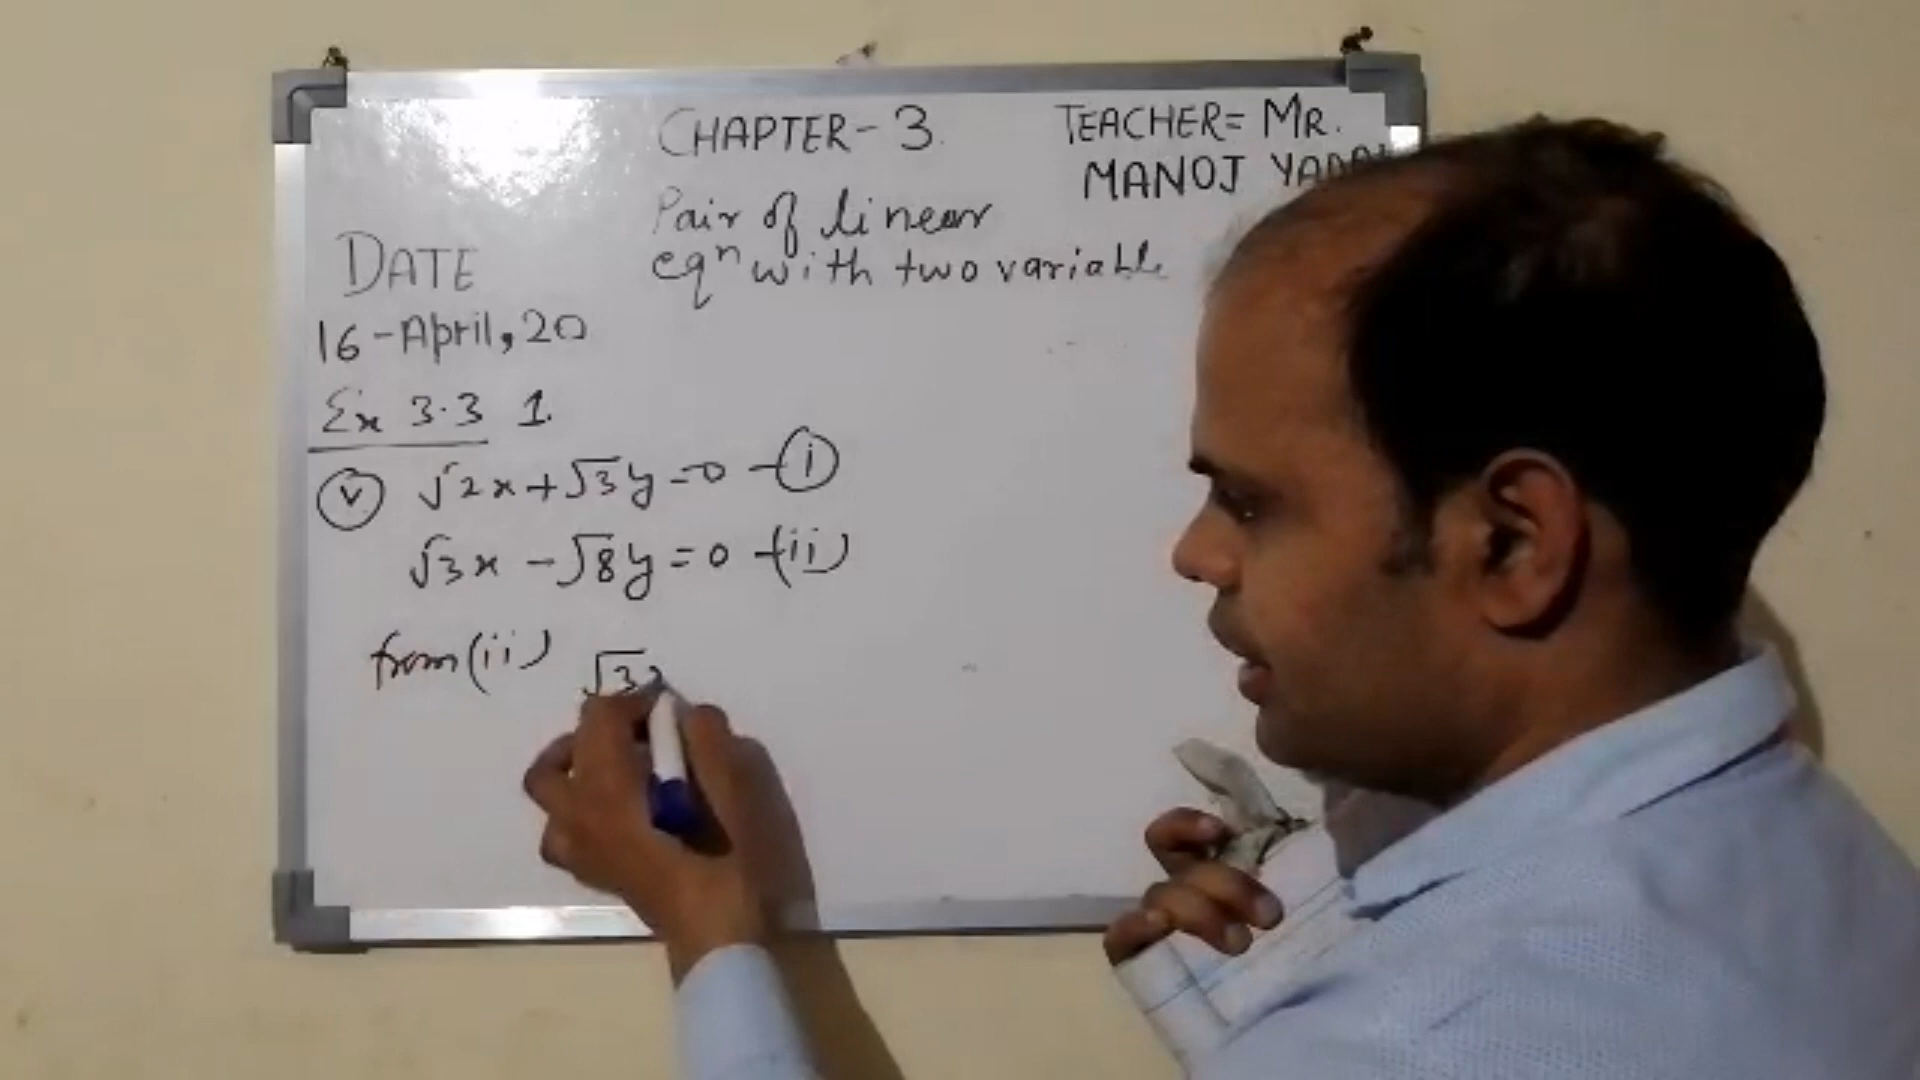 CHAPTER-3.
TEACHER= MR.
MANOJ
Pair of linear
eqⁿ with two variable
DATE
16-April, 20
Ex 3.3 1.
(v) √2x+√3y=0 -(i)
√3x -√8y=0 -(ii)
from (ii) √3x